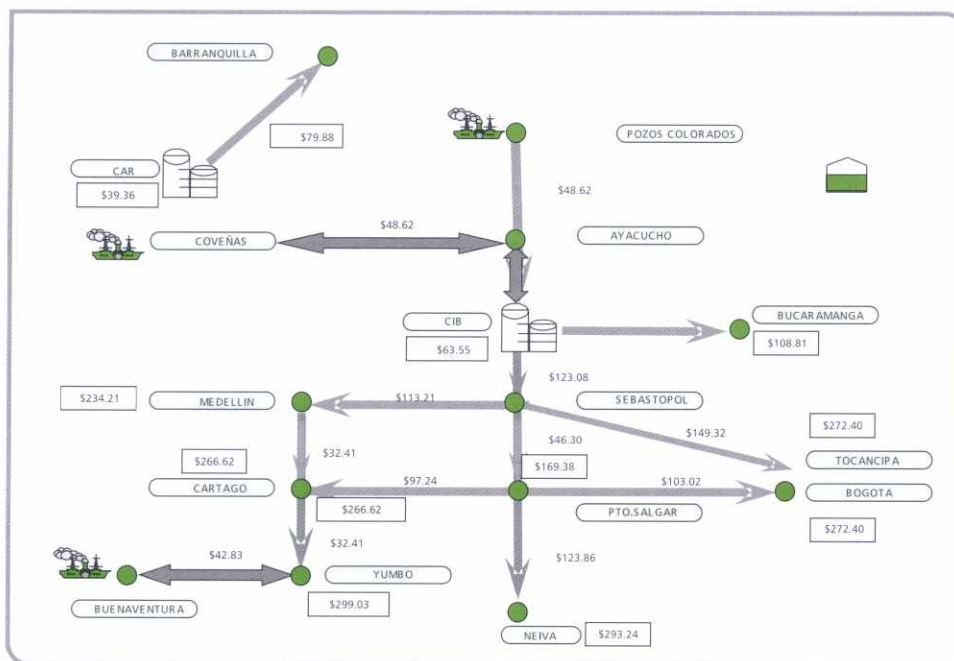 BARRANQUILLA
$79.88
POZOS COLORADOS
CAR
$39.36
$48.62
$48.62
COVEÑAS
AYACUCHO
CIB
$63.55
BUCARAMANGA
$108.81
$123.08
$234.21
MEDELLIN
$113.21
SEBASTOPOL
$149.32
$272.40
$46.30
$266.62
$32.41
$169.38
TOCANCIPA
CARTAGO
$97.24
$103.02
BOGOTA
$266.62
PTO.SALGAR
$272.40
$42.83
$32.41
$123.86
YUMBO
BUENAVENTURA
$299.03
NEIVA
$293.24